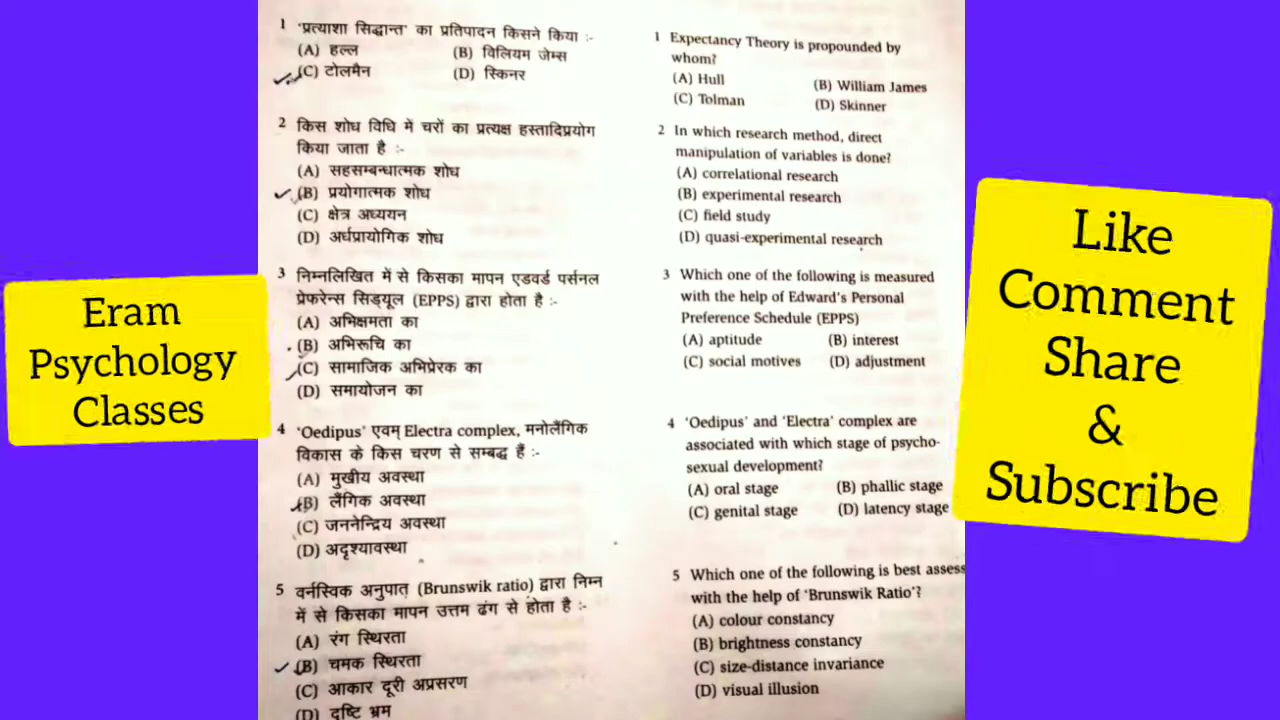 Eram
Psychology
Classes
1 'प्रत्याशा सिद्धान्त' का प्रतिपादन किसने किया :-
(A) हल्ल (B) विलियम जेम्स
(C) टोलमैन (D) स्किनर
2 किस शोध विधि में चरों का प्रत्यक्ष हस्तादिप्रयोग
किया जाता है :-
(A) सहसम्बन्धात्मक शोध
(B) प्रयोगात्मक शोध
(C) क्षेत्र अध्ययन
(D) अर्धप्रायोगिक शोध
3 निम्नलिखित में से किसका मापन एडवर्ड पर्सनल
प्रेफरेन्स सिड्यूल (EPPS) द्वारा होता है :-
(A) अभिक्षमता का
(B) अभिरूचि का
(C) सामाजिक अभिप्रेरक का
(D) समायोजन का
4 'Oedipus' एवम् Electra complex, मनोलैंगिक
विकास के किस चरण से सम्बद्ध हैं :-
(A) मुखीय अवस्था
(B) लैंगिक अवस्था
(C) जननेन्द्रिय अवस्था
(D) अदृश्यावस्था
5 वर्नस्विक अनुपात् (Brunswik ratio) द्वारा निम्न
में से किसका मापन उत्तम ढंग से होता है :-
(A) रंग स्थिरता
(B) चमक स्थिरता
(C) आकार दूरी अप्रसरण
(D) दृष्टि भ्रम
1 Expectancy Theory is propounded by
whom?
(A) Hull (B) William James
(C) Tolman (D) Skinner
2 In which research method, direct
manipulation of variables is done?
(A) correlational research
(B) experimental research
(C) field study
(D) quasi-experimental research
3 Which one of the following is measured
with the help of Edward's Personal
Preference Schedule (EPPS)
(A) aptitude (B) interest
(C) social motives (D) adjustment
4 'Oedipus' and 'Electra' complex are
associated with which stage of psycho-
sexual development?
(A) oral stage (B) phallic stage
(C) genital stage (D) latency stage
5 Which one of the following is best assess
with the help of 'Brunswik Ratio'?
(A) colour constancy
(B) brightness constancy
(C) size-distance invariance
(D) visual illusion
Like
Comment
Share
&
Subscribe